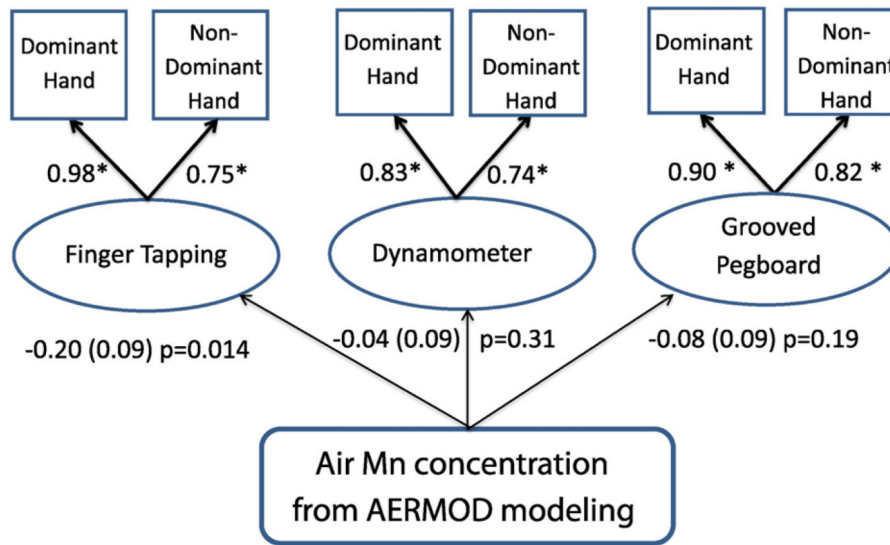 Dominant
Hand
Non-
Dominant
Hand
Dominant
Hand
Non-
Dominant
Hand
Dominant
Hand
Non-
Dominant
Hand
0.98*
0.75*
0.83*
0.74*
0.90 *
0.82 *
Finger Tapping
Dynamometer
Grooved
Pegboard
-0.20 (0.09) p=0.014
-0.04 (0.09) p=0.31
-0.08 (0.09) p=0.19
Air Mn concentration
from AERMOD modeling